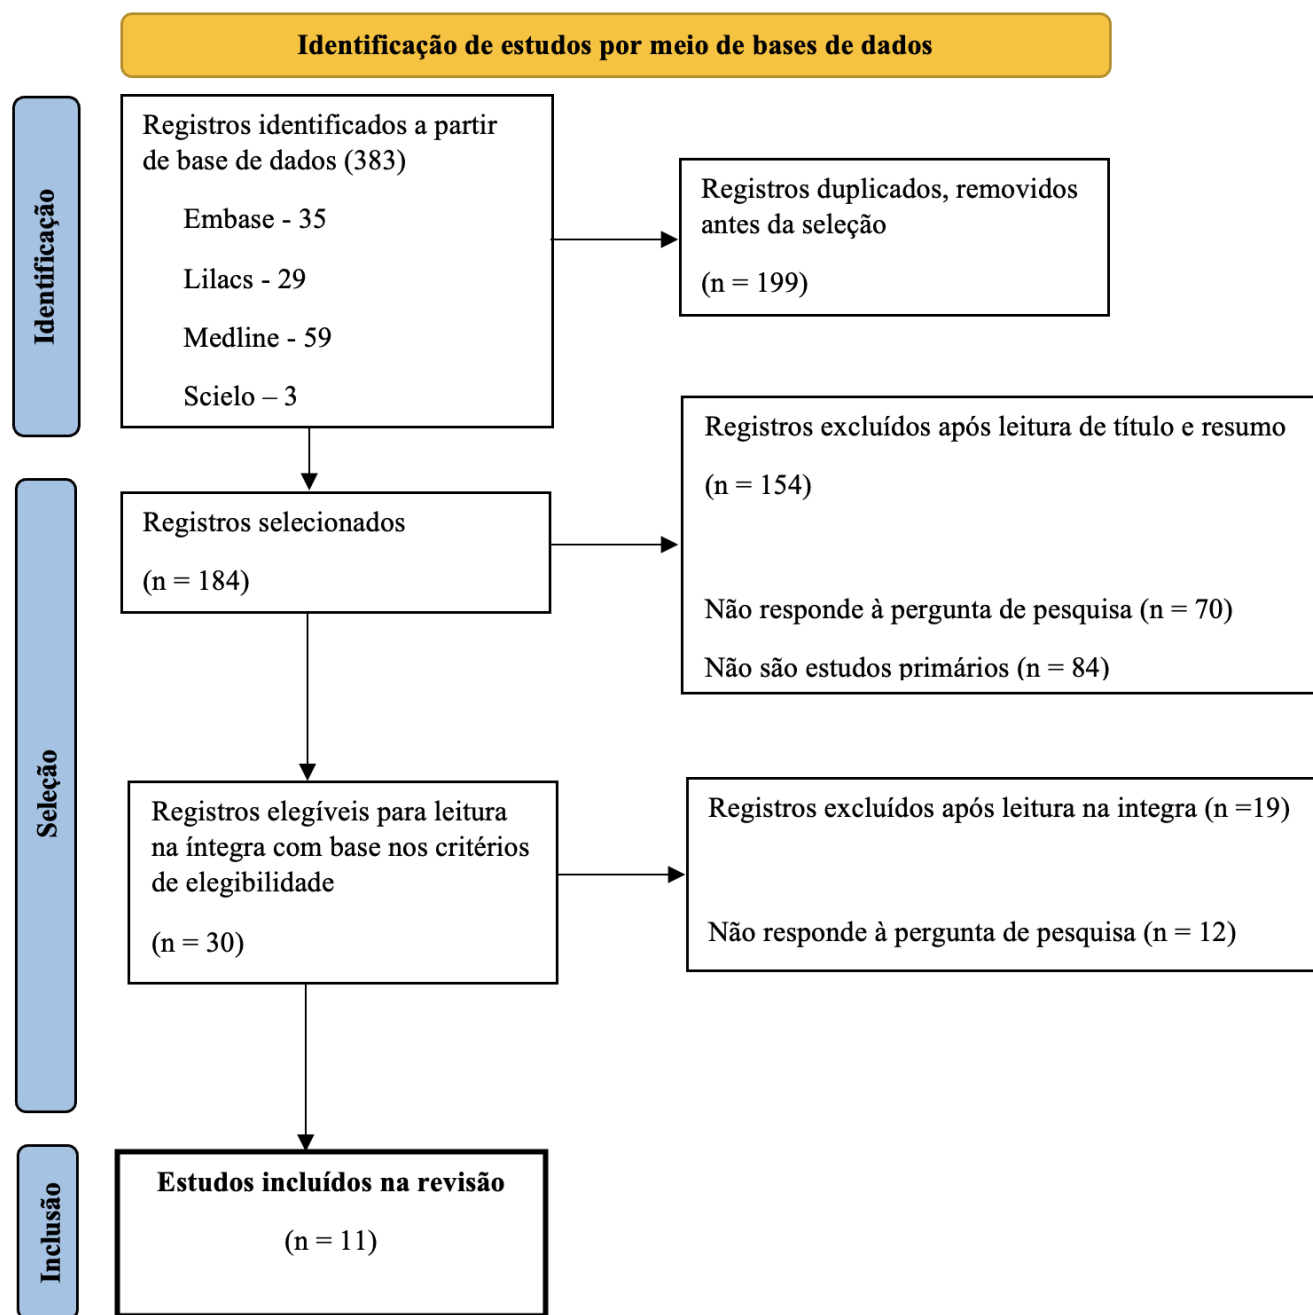 Identificação de estudos por meio de bases de dados
Identificação
Registros identificados a partir
de base de dados (383)
Embase - 35
Lilacs - 29
Medline - 59
Scielo – 3
Registros duplicados, removidos
antes da seleção
(n = 199)
Seleção
Registros selecionados
(n = 184)
Registros excluídos após leitura de título e resumo
(n = 154)
Não responde à pergunta de pesquisa (n = 70)
Não são estudos primários (n = 84)
Registros elegíveis para leitura
na íntegra com base nos critérios
de elegibilidade
(n = 30)
Registros excluídos após leitura na integra (n =19)
Não responde à pergunta de pesquisa (n = 12)
Inclusão
Estudos incluídos na revisão
(n = 11)